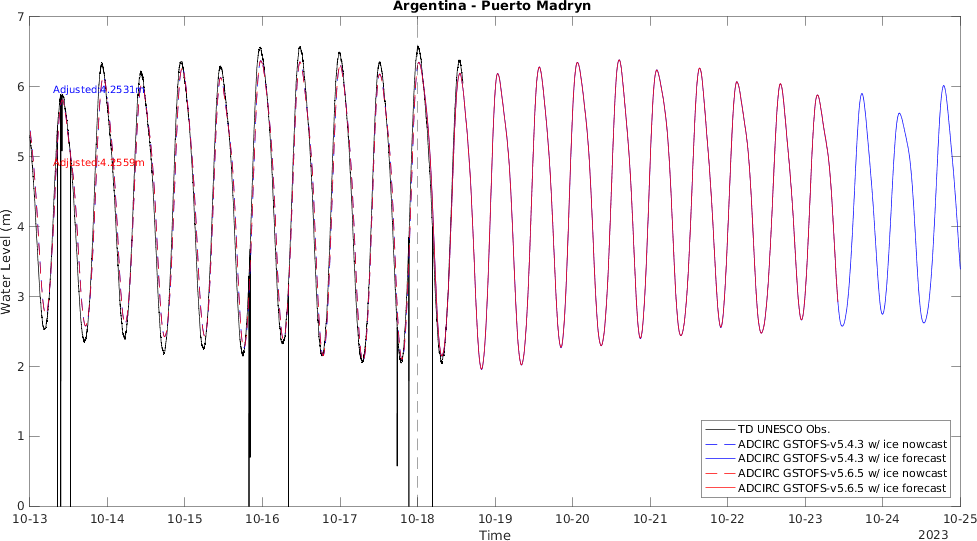 Argentina - Puerto Madryn
7
6
5
4
3
2
1
0
Water Level (m)
Adjusted:4.2531m
Adjusted:4.2559m
TD UNESCO Obs.
ADCIRC GSTOFS-v5.4.3 w/ ice nowcast
ADCIRC GSTOFS-v5.4.3 w/ ice forecast
ADCIRC GSTOFS-v5.6.5 w/ ice nowcast
ADCIRC GSTOFS-v5.6.5 w/ ice forecast
10-13 10-14 10-15 10-16 10-17 10-18 10-19 10-20 10-21 10-22 10-23 10-24 10-25
Time
2023